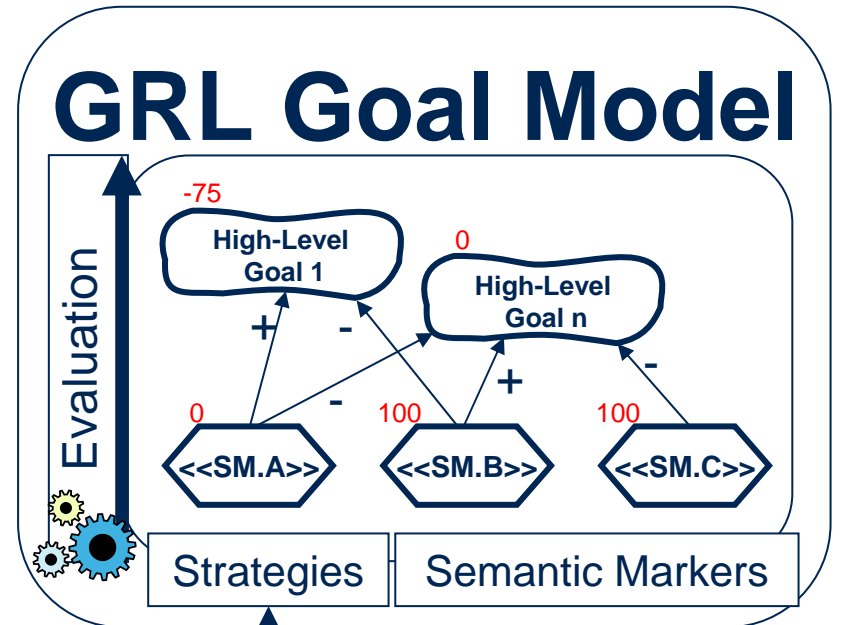 GRL Goal Model
Evaluation
-75
High-Level
Goal 1
0
High-Level
Goal n
+
-
-
+
-
0
100
100
<<SM.A>>
<<SM.B>>
<<SM.C>>
Strategies
Semantic Markers